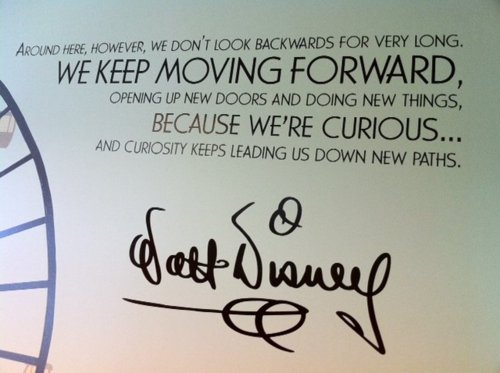 AROUND HERE, HOWEVER, WE DON'T LOOK BACKWARDS FOR VERY LONG.
WE KEEP MOVING FORWARD,
OPENING UP NEW DOORS AND DOING NEW THINGS,
BECAUSE WE'RE CURIOUS...
AND CURIOSITY KEEPS LEADING US DOWN NEW PATHS.
Walt Disney